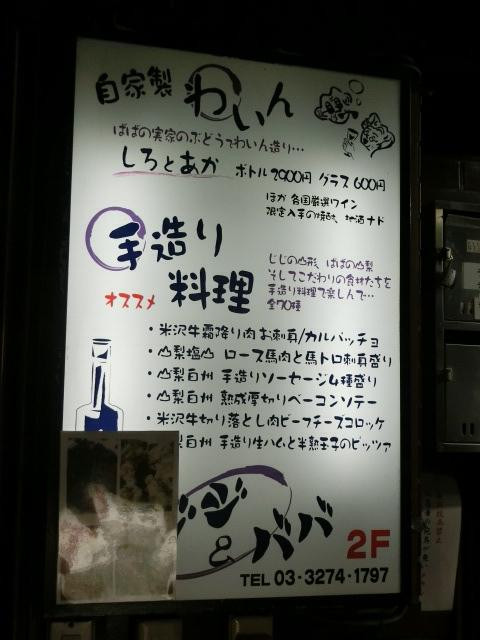 自家製 わいん
ばばの実家のぶどうでわいん造り…
しろとあか ボトル2900円 グラス600円
ほか 各国厳選ワイン
限定入手の焼酎、地酒ナド
手造り
料理
オススメ
じじの山形、ばばの山梨
そしてこだわりの食材たちを
手造り料理で楽しんで…
全70種
・米沢牛霜降り肉お刺身/カルパッチョ
・山梨塩山 ロース馬肉と馬トロ刺身盛り
・山梨白州 手造りソーセージ4種盛り
・山梨白州 熟成厚切りベーコンソテー
・米沢牛切り落とし肉ビーフチーズコロッケ
梨白州 手造り生ハムと半熟玉子のピッツァ
ジジ&ババ
2F
TEL 03-3274-1797